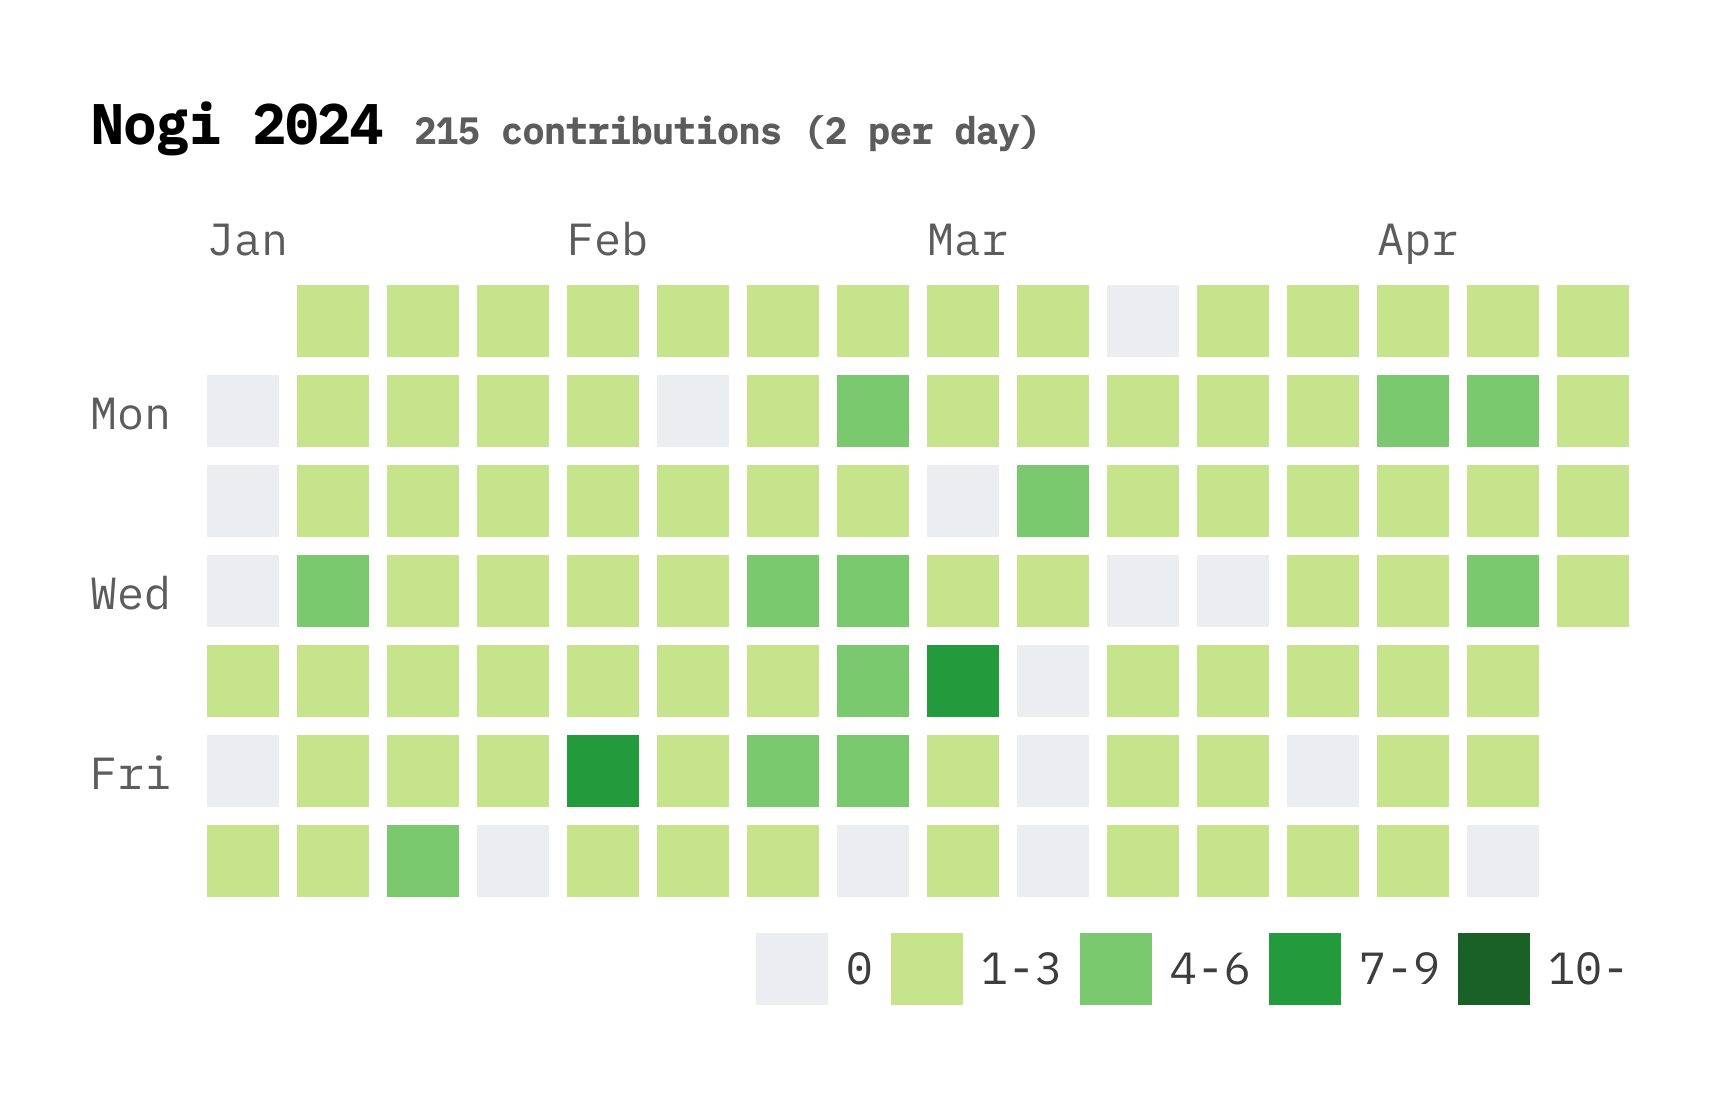 Nogi 2024 215 contributions (2 per day)
Jan Feb Mar Apr
Mon
Wed
Fri
0 1-3 4-6 7-9 10-